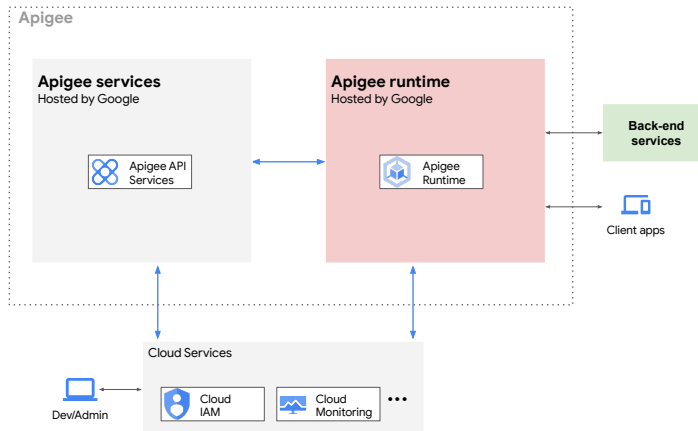 Apigee
Apigee services
Hosted by Google
Apigee API
Services
Apigee runtime
Hosted by Google
Apigee
Runtime
Back-end
services
Client apps
Cloud Services
Cloud
IAM
Cloud
Monitoring
•••
Dev/Admin